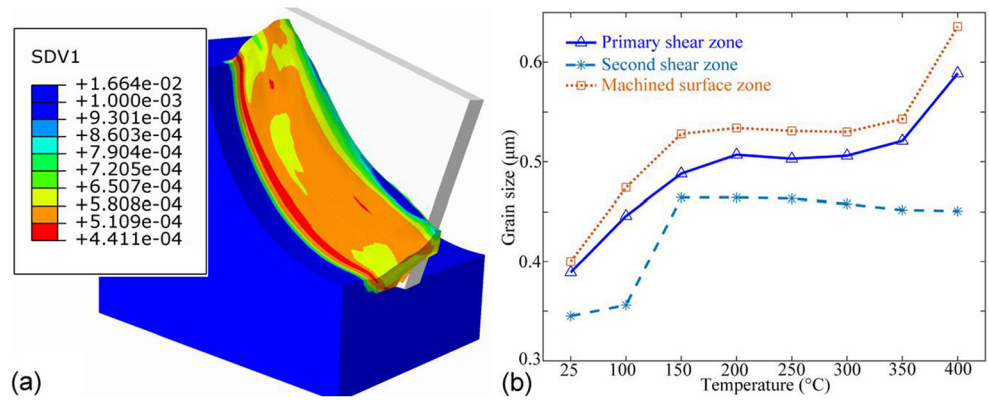 SDV1
+1.664e-02
+1.000e-03
+9.301e-04
+8.603e-04
+7.904e-04
+7.205e-04
+6.507e-04
+5.808e-04
+5.109e-04
+4.411e-04
(a)
Primary shear zone
Second shear zone
Machined surface zone
Grain size (μm)
0.6
0.5
0.4
0.3
25 100 150 200 250 300 350 400
Temperature (°C)
(b)